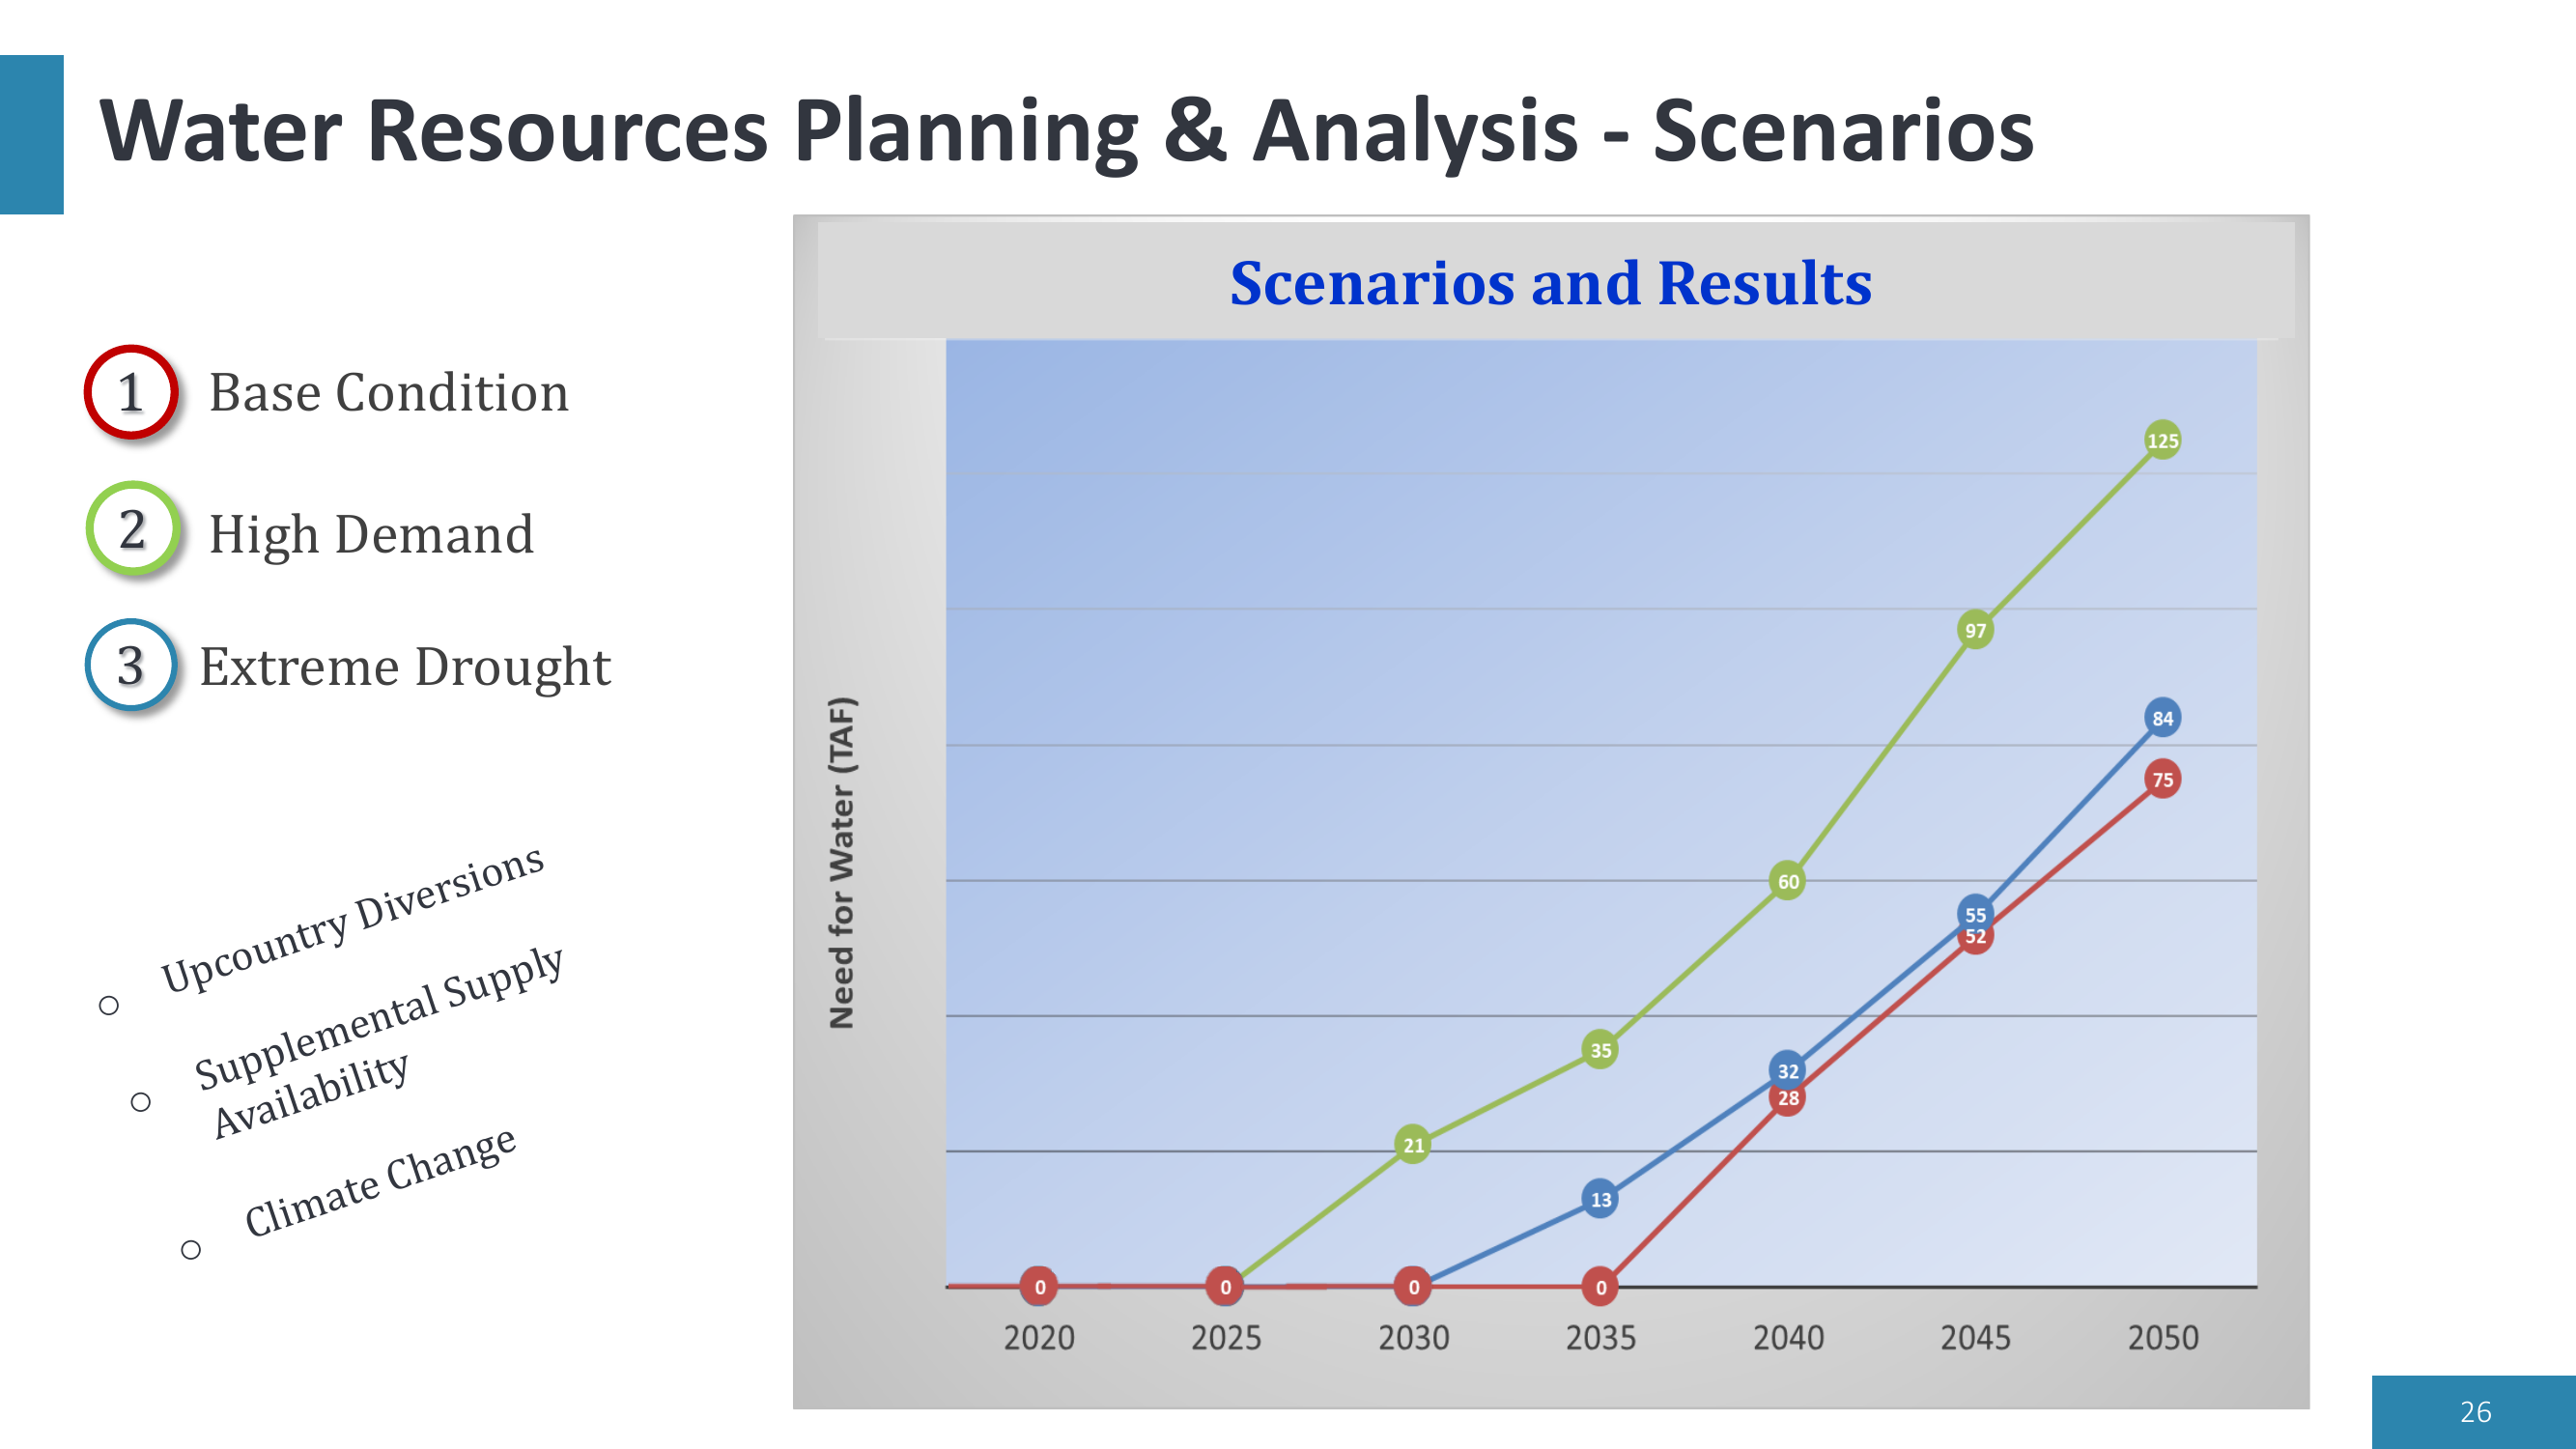 Water Resources Planning & Analysis - Scenarios
1 Base Condition
2 High Demand
3 Extreme Drought
Upcountry Diversions
Supplemental Supply
Availability
Climate Change
Scenarios and Results
Need for Water (TAF)
125
97
84
75
60
55
52
35
32
28
21
13
0 0 0 0
2020 2025 2030 2035 2040 2045 2050
26